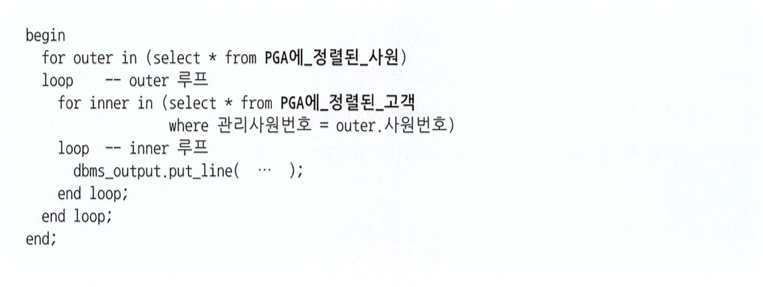 begin
for outer in (select * from PGA에_정렬된_사원)
loop -- outer 루프
for inner in (select * from PGA에_정렬된_고객
where 관리사원번호 = outer.사원번호)
loop -- inner 루프
dbms_output.put_line( … );
end loop;
end loop;
end;